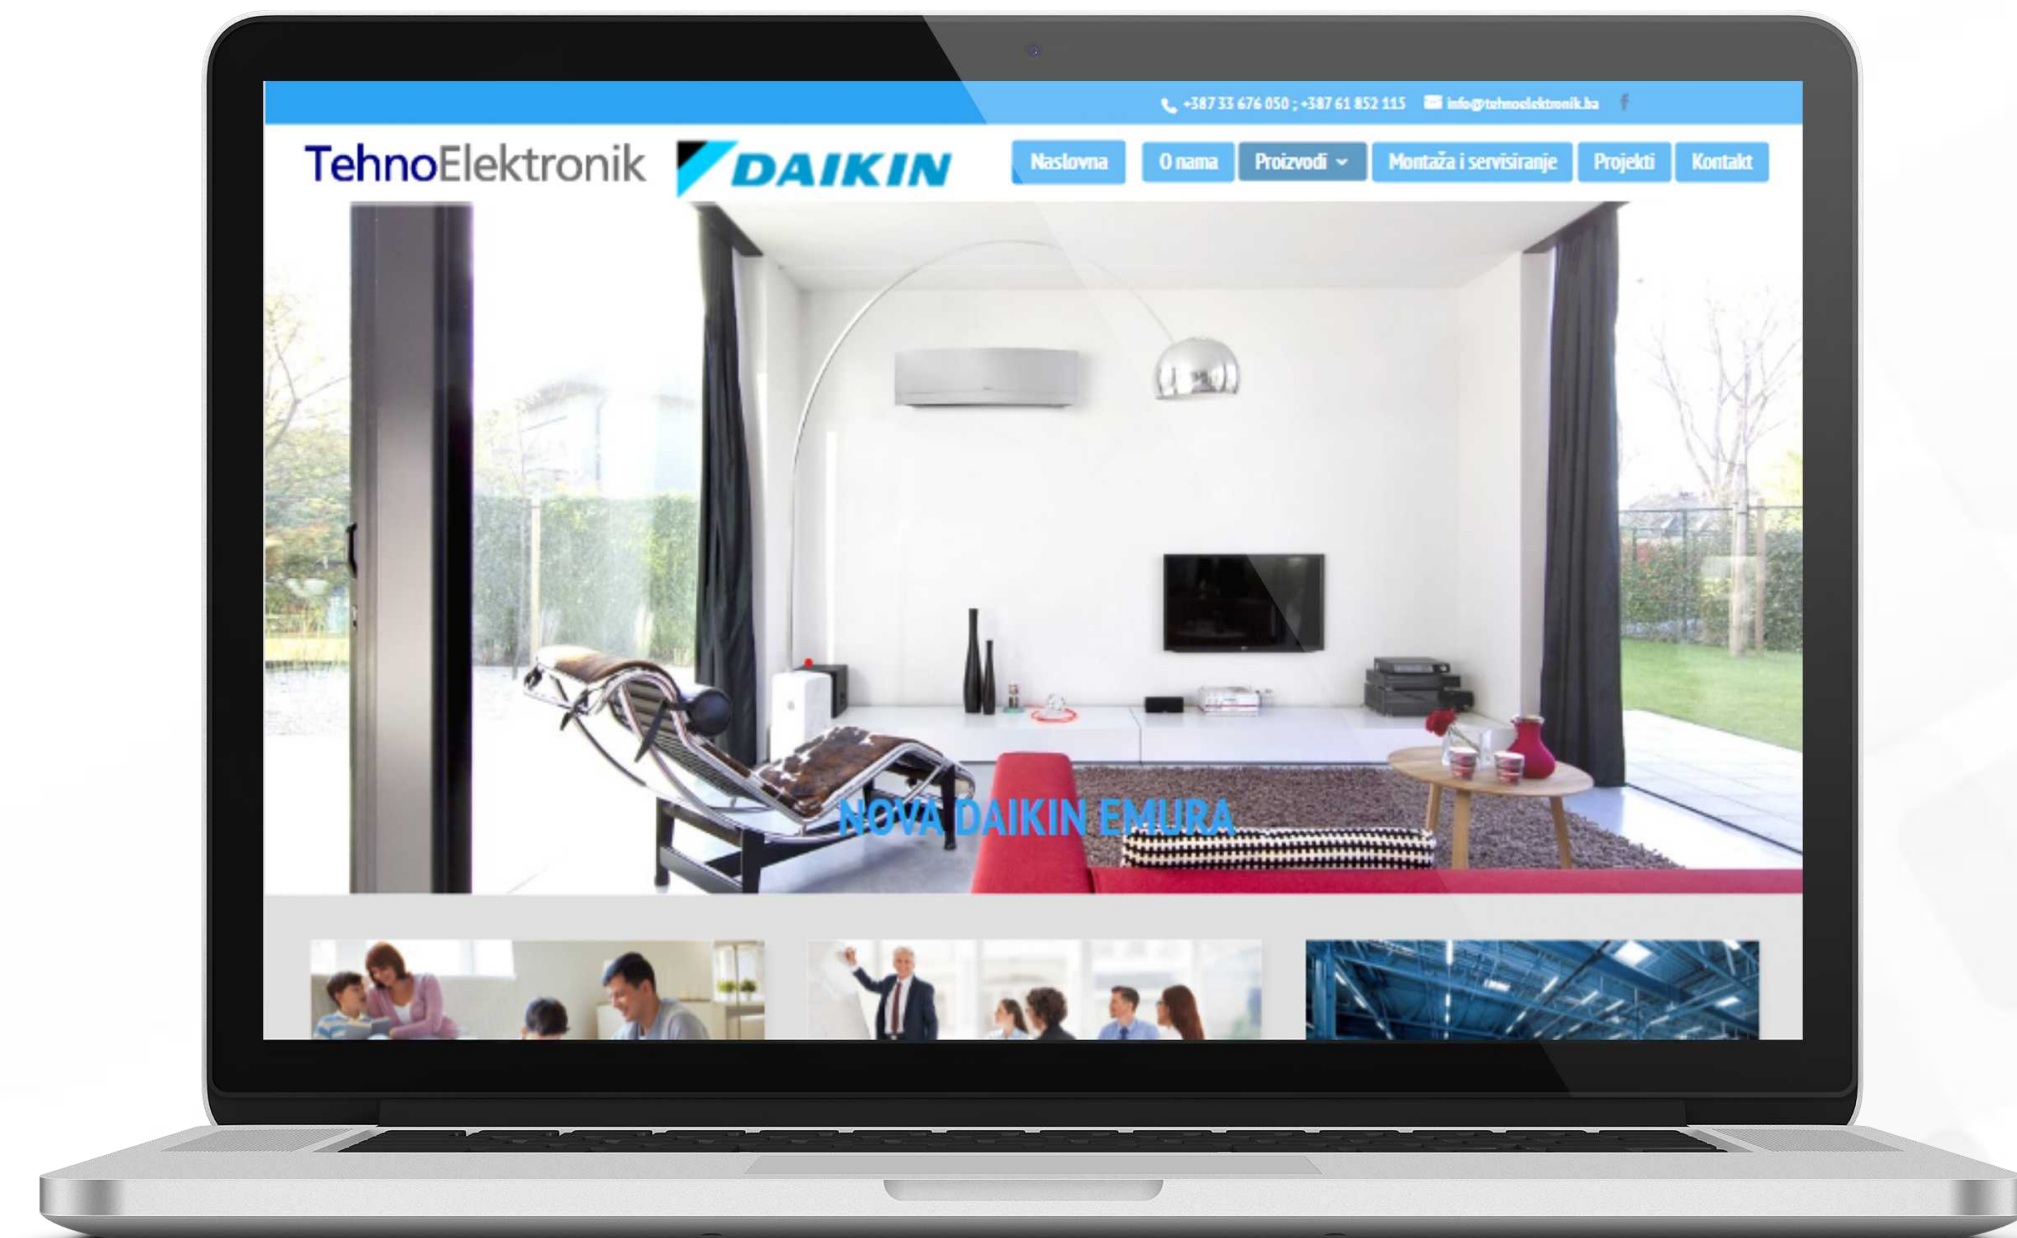 +387 33 676 050 ; +387 61 852 115 info@tehnoelektronik.ba f
TehnoElektronik DAIKIN Naslovna O nama Proizvodi Montaža i servisiranje Projekti Kontakt
NOVA DAIKIN EMURA